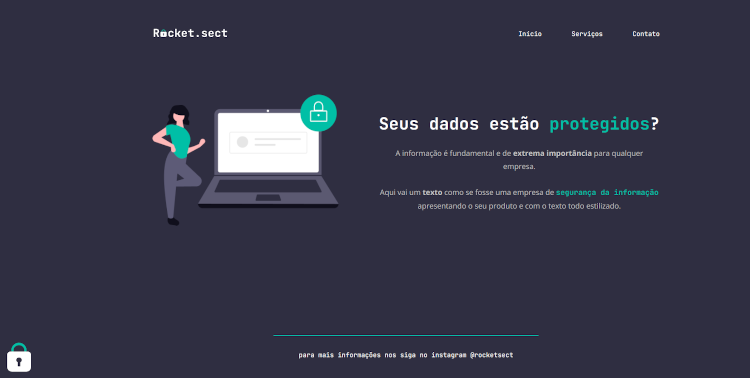 Rocket.sect
Início Serviços Contato
Seus dados estão protegidos?
A informação é fundamental e de extrema importância para qualquer
empresa.
Aqui vai um texto como se fosse uma empresa de segurança da informação
apresentando o seu produto e com o texto todo estilizado.
para mais informações nos siga no instagram @rocketsect